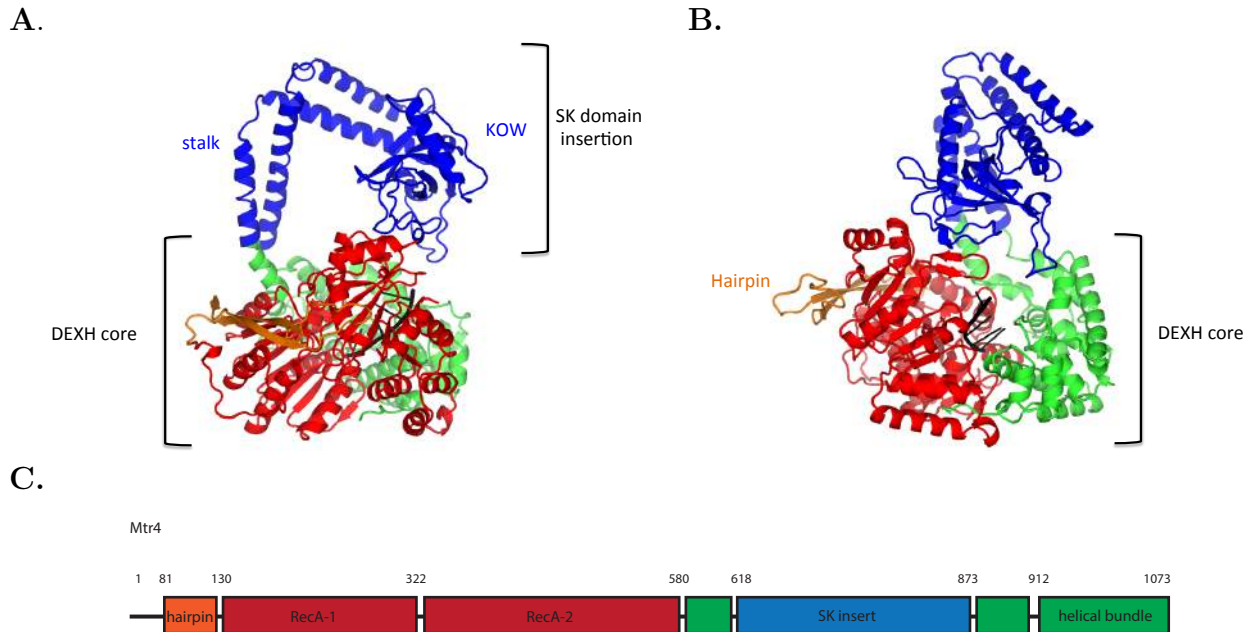 A.
B.
stalk
KOW
SK domain
insertion
DEXH core
Hairpin
DEXH core
C.
Mtr4
1 81 130 322 580 618 873 912 1073
hairpin RecA-1 RecA-2 SK insert helical bundle